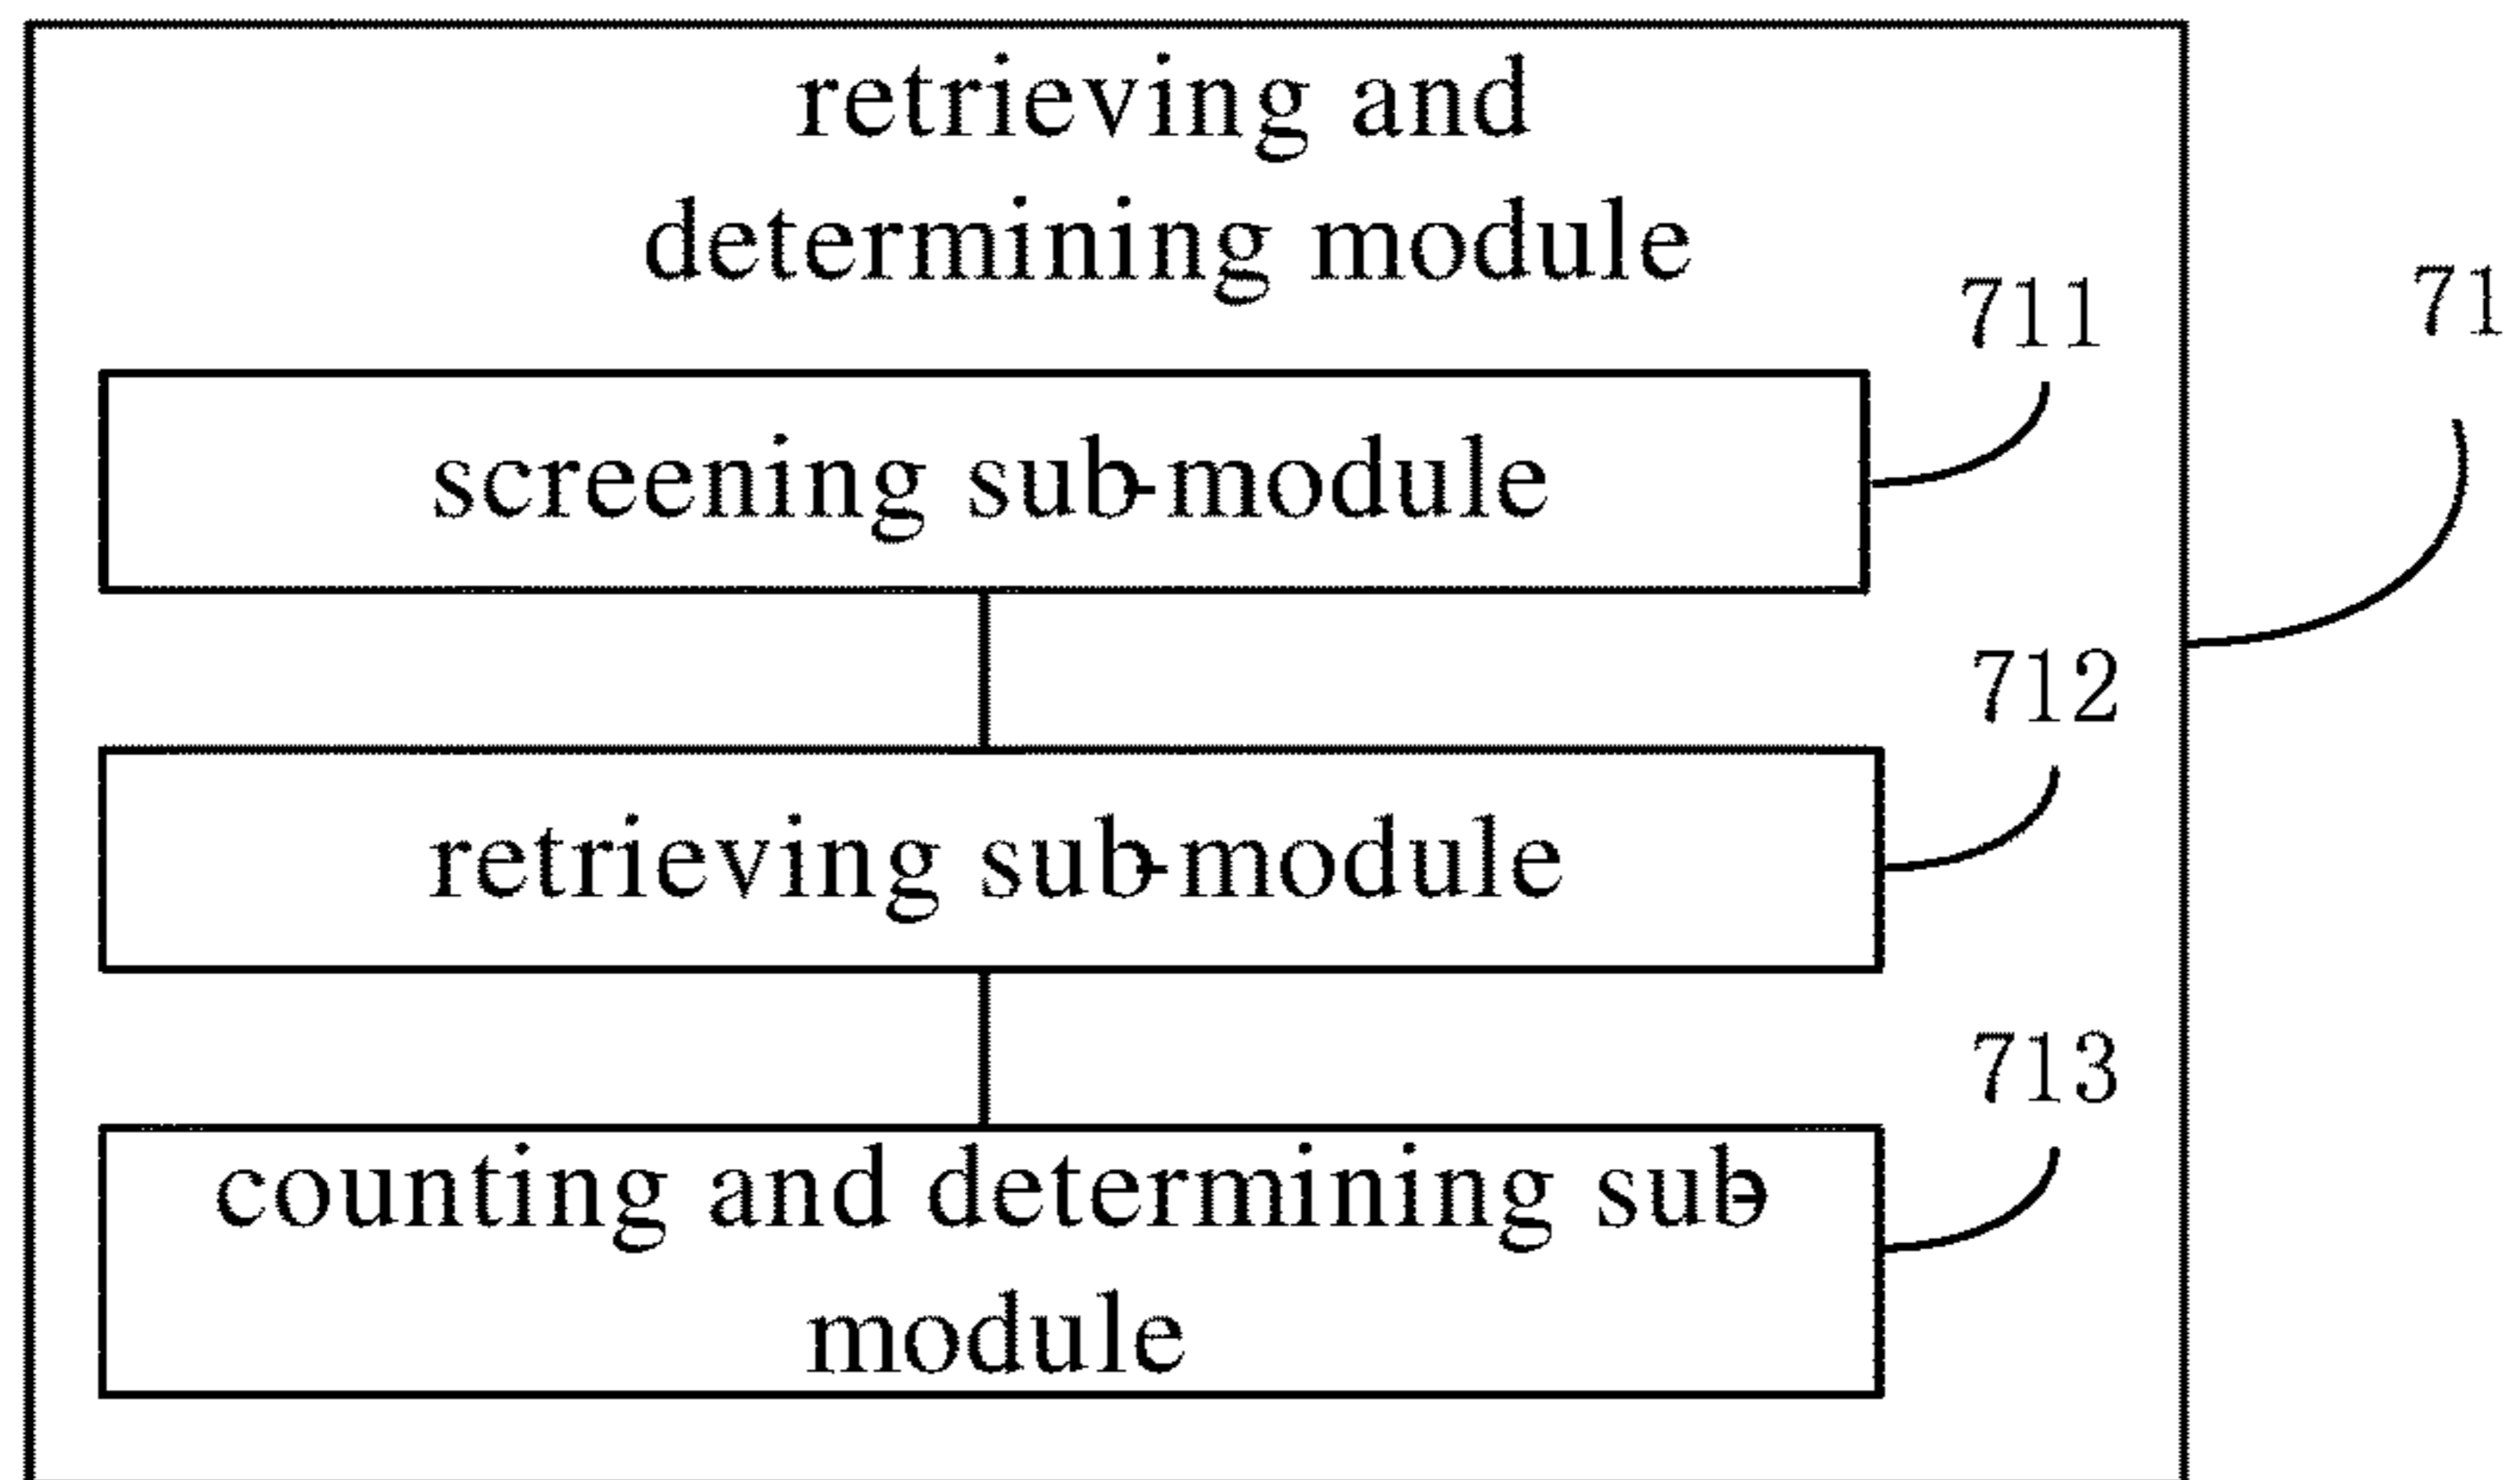 retrieving and
determining module
711
71
screening sub-module
712
retrieving sub-module
713
counting and determining sub-
module